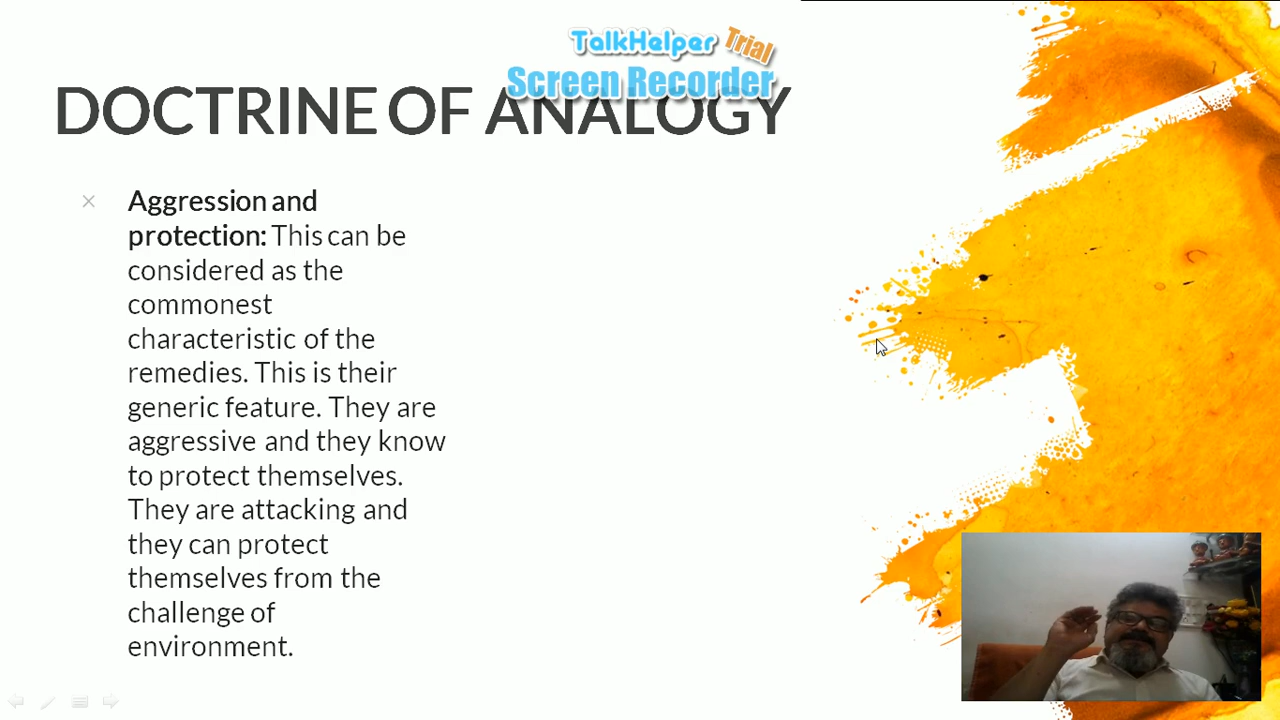 TalkHelper Trial
Screen Recorder
DOCTRINE OF ANALOGY
Aggression and
protection: This can be
considered as the
commonest
characteristic of the
remedies. This is their
generic feature. They are
aggressive and they know
to protect themselves.
They are attacking and
they can protect
themselves from the
challenge of
environment.